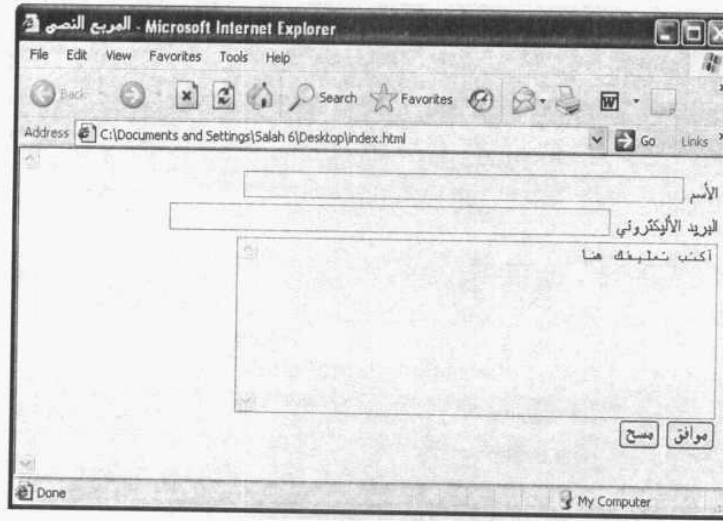 المربع النصي - Microsoft Internet Explorer
File Edit View Favorites Tools Help
Back Search Favorites
Address C:\Documents and Settings\Salah 6\Desktop\index.html Go Links
الأسم
البريد الأليكتروني
أكتب تعليقك هنا
موافق مسح
Done My Computer